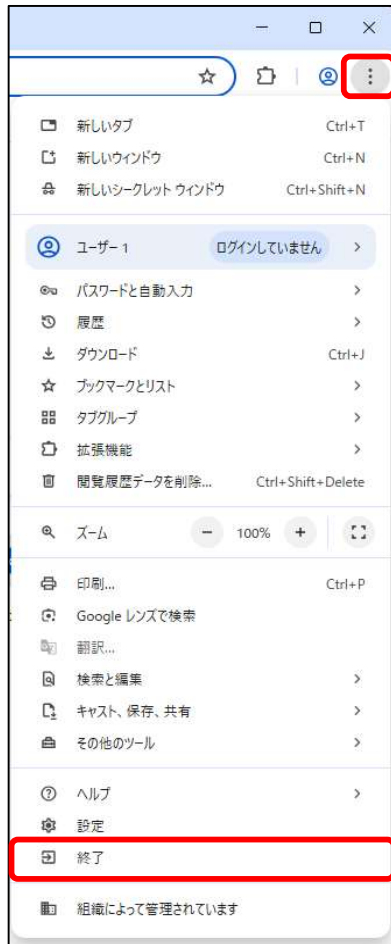 新しいタブ Ctrl+T
新しいウィンドウ Ctrl+N
新しいシークレット ウィンドウ Ctrl+Shift+N
ユーザー 1 ログインしていません
パスワードと自動入力
履歴
ダウンロード Ctrl+J
ブックマークとリスト
タブグループ
拡張機能
閲覧履歴データを削除... Ctrl+Shift+Delete
ズーム − 100% +
印刷... Ctrl+P
Google レンズで検索
翻訳...
検索と編集
キャスト、保存、共有
その他のツール
ヘルプ
設定
終了
組織によって管理されています